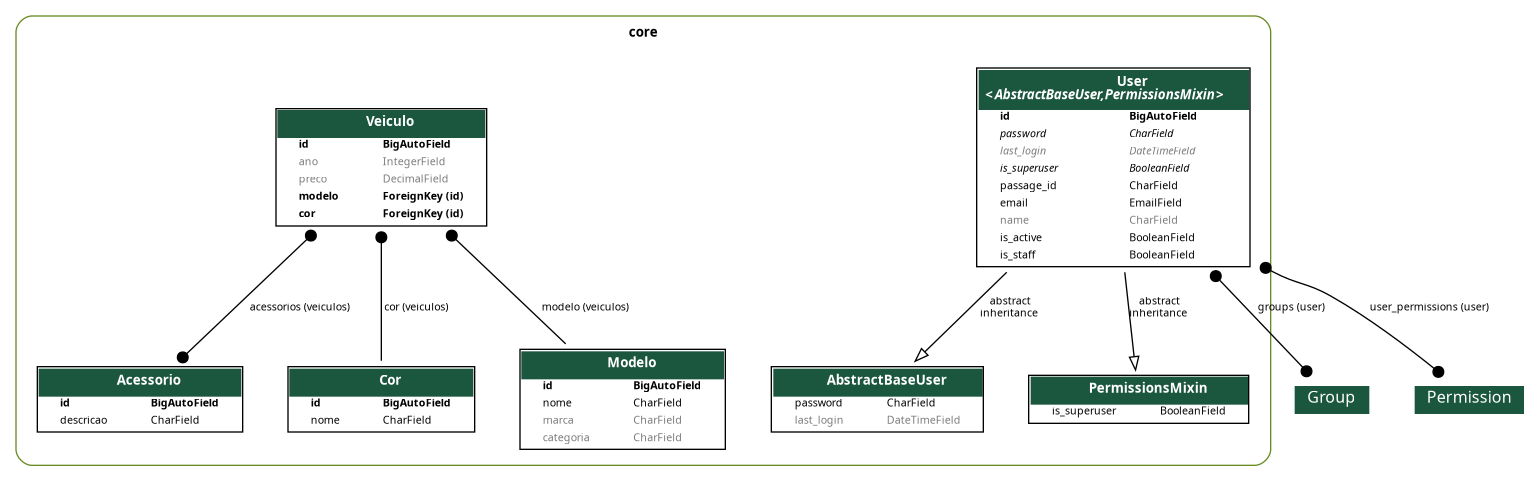 core
User
< AbstractBaseUser,PermissionsMixin >
id BigAutoField
password CharField
last_login DateTimeField
is_superuser BooleanField
passage_id CharField
email EmailField
name CharField
is_active BooleanField
is_staff BooleanField
Veiculo
id BigAutoField
ano IntegerField
preco DecimalField
modelo ForeignKey (id)
cor ForeignKey (id)
acessorios (veiculos)
cor (veiculos)
modelo (veiculos)
abstract
inheritance
abstract
inheritance
groups (user)
user_permissions (user)
Acessorio
id BigAutoField
descricao CharField
Cor
id BigAutoField
nome CharField
Modelo
id BigAutoField
nome CharField
marca CharField
categoria CharField
AbstractBaseUser
password CharField
last_login DateTimeField
PermissionsMixin
is_superuser BooleanField
Group
Permission